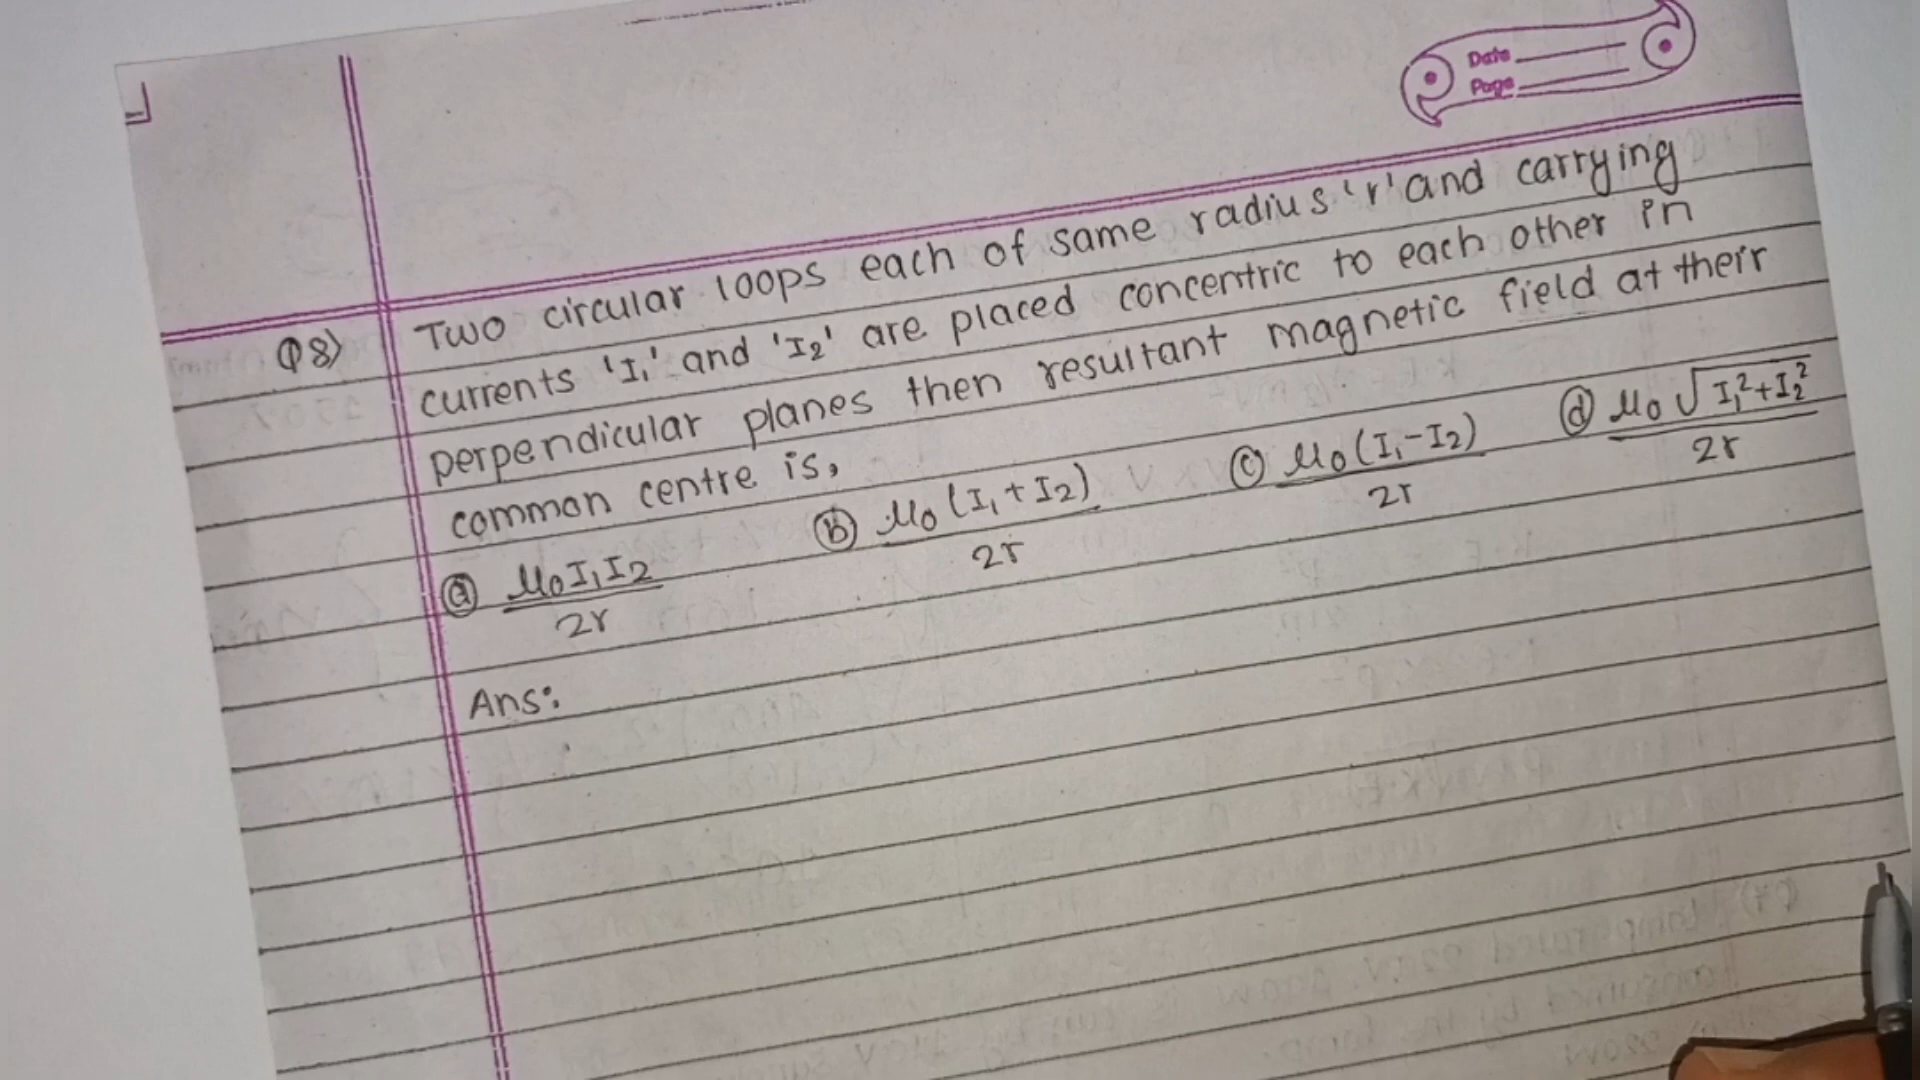 Date
Page
Q8) Two circular loops each of same radius 'r' and carrying
currents 'I₁' and 'I₂' are placed concentric to each other in
perpendicular planes then resultant magnetic field at their
common centre is,
ⓐ μ₀I₁I₂/2r ⓑ μ₀(I₁+I₂)/2r ⓒ μ₀(I₁-I₂)/2r ⓓ μ₀√(I₁²+I₂²)/2r
Ans: